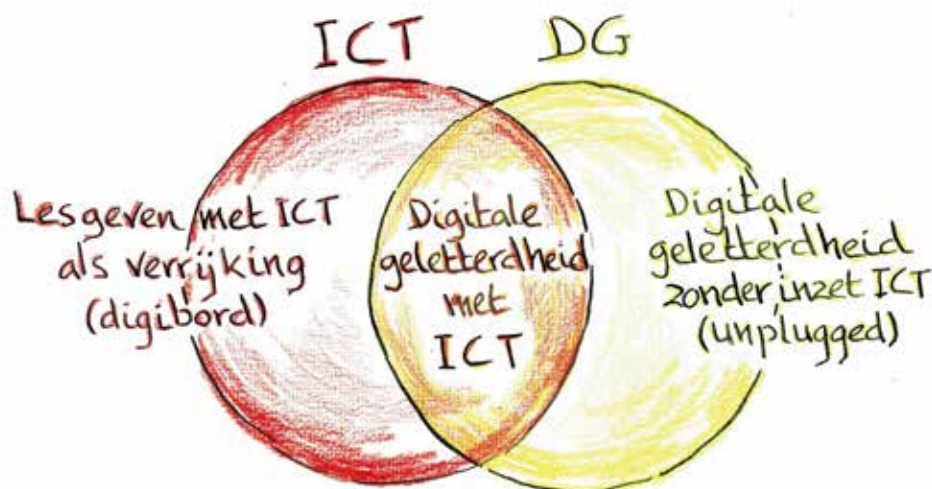 ICT DG
Lesgeven met ICT
als verrijking
(digibord)
Digitale
geletterdheid
met
ICT
Digitale
geletterdheid
zonder inzet ICT
(unplugged)